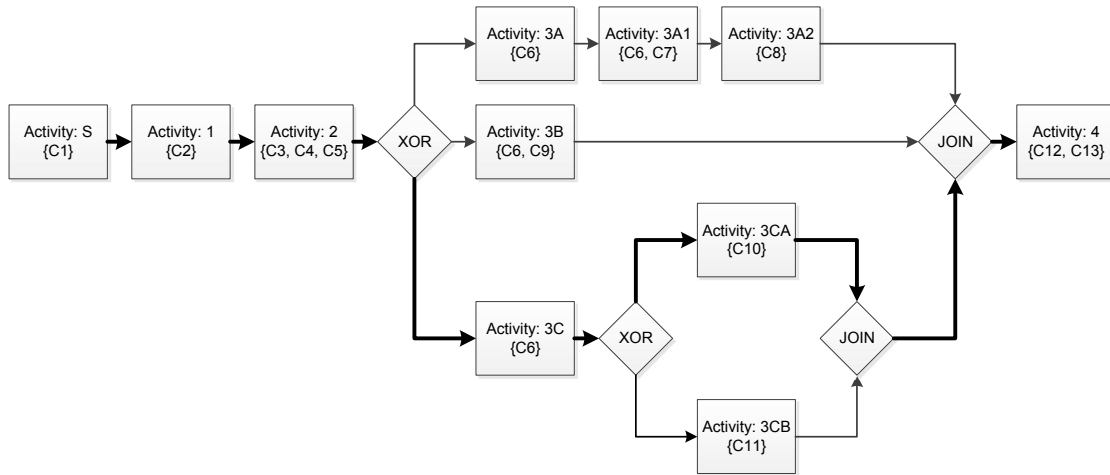 Activity: 3A
{C6}
Activity: 3A1
{C6, C7}
Activity: 3A2
{C8}
Activity: S
{C1}
Activity: 1
{C2}
Activity: 2
{C3, C4, C5}
XOR
Activity: 3B
{C6, C9}
JOIN
Activity: 4
{C12, C13}
Activity: 3CA
{C10}
Activity: 3C
{C6}
XOR
JOIN
Activity: 3CB
{C11}